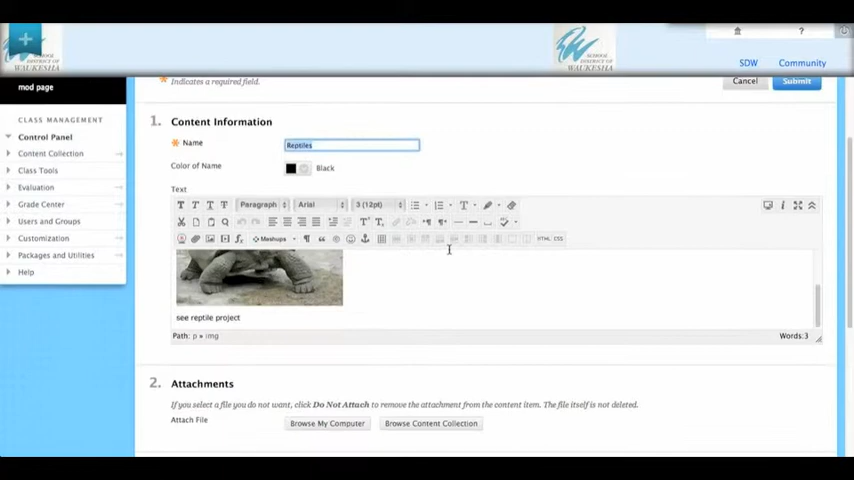 SCHOOL
DISTRICT OF
WAUKESHA
SCHOOL
DISTRICT OF
WAUKESHA
?
SDW
Community
mod page
Indicates a required field.
Cancel
Submit
CLASS MANAGEMENT
Control Panel
Content Collection
Class Tools
Evaluation
Grade Center
Users and Groups
Customization
Packages and Utilities
Help
1. Content Information
Name
Reptiles
Color of Name
Black
Text
T T T T Paragraph Arial 3 (12pt)
Mashups
HTML CSS
see reptile project
Path: p » img
Words:3
2. Attachments
If you select a file you do not want, click Do Not Attach to remove the attachment from the content item. The file itself is not deleted.
Attach File
Browse My Computer
Browse Content Collection